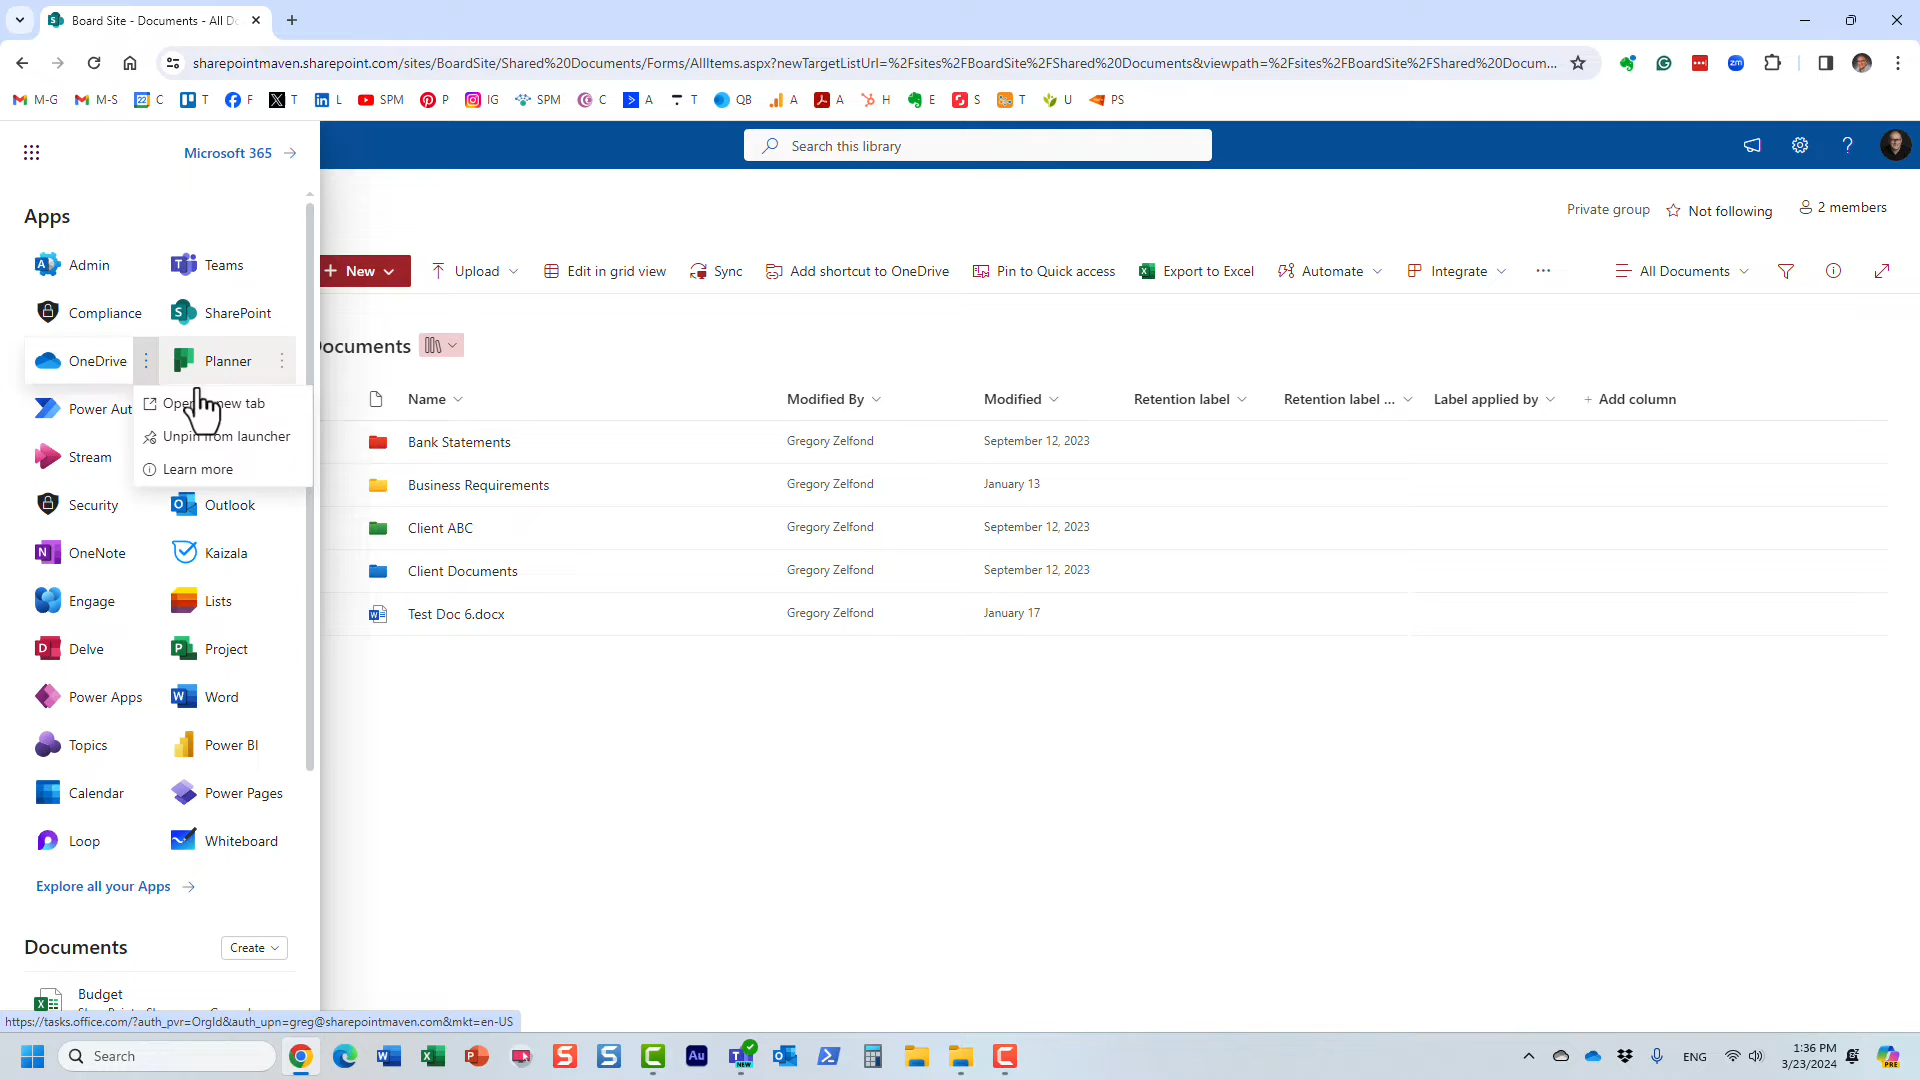 Board Site - Documents - All Do
sharepointmaven.sharepoint.com/sites/BoardSite/Shared%20Documents/Forms/AllItems.aspx?newTargetListUrl=%2Fsites%2FBoardSite%2FShared%20Documents&viewpath=%2Fsites%2FBoardSite%2FShared%20Docum...
M-G M-S C T F T L SPM P IG SPM C A T QB A A H E S T U PS
Microsoft 365
Search this library
Apps
Private group Not following 2 members
Admin Teams
New Upload Edit in grid view Sync Add shortcut to OneDrive Pin to Quick access Export to Excel Automate Integrate ... All Documents
Compliance SharePoint
ocuments
OneDrive Planner
Open new tab
Power Aut
Unpin from launcher
Learn more
Stream
Name Modified By Modified Retention label Retention label ... Label applied by + Add column
Bank Statements Gregory Zelfond September 12, 2023
Business Requirements Gregory Zelfond January 13
Client ABC Gregory Zelfond September 12, 2023
Client Documents Gregory Zelfond September 12, 2023
Test Doc 6.docx Gregory Zelfond January 17
Security Outlook
OneNote Kaizala
Engage Lists
Delve Project
Power Apps Word
Topics Power BI
Calendar Power Pages
Loop Whiteboard
Explore all your Apps
Documents Create
Budget
https://tasks.office.com/?auth_pvr=OrgId&auth_upn=greg@sharepointmaven.com&mkt=en-US
Search
ENG
1:36 PM
3/23/2024